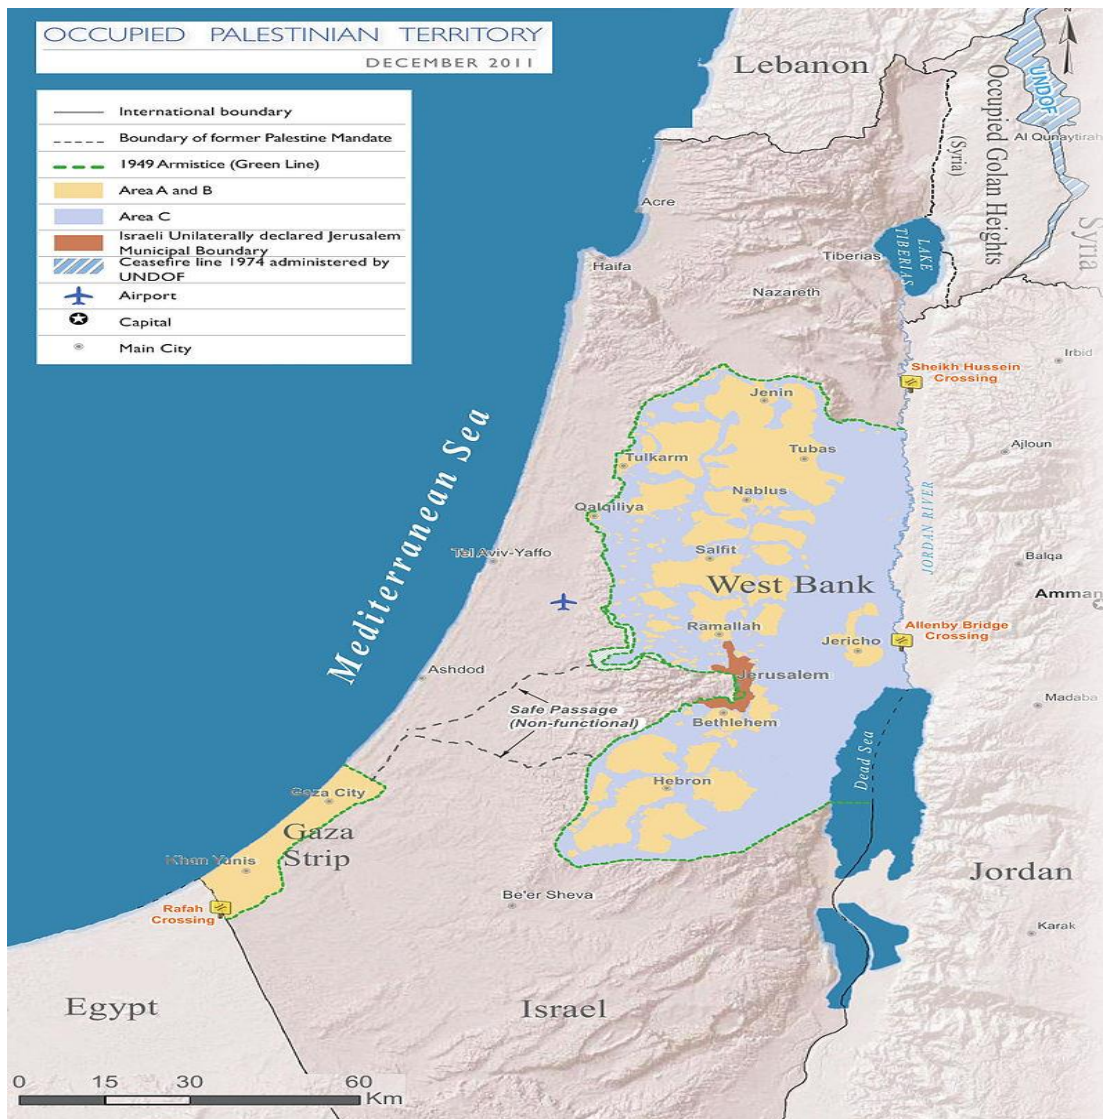 OCCUPIED PALESTINIAN TERRITORY
DECEMBER 2011
International boundary
Boundary of former Palestine Mandate
1949 Armistice (Green Line)
Area A and B
Area C
Israeli Unilaterally declared Jerusalem
Municipal Boundary
Ceasefire line 1974 administered by
UNDOF
Airport
Capital
Main City
Lebanon
UNDOF
Al Qunaytirah
Occupied Golan Heights
(Syria)
Syria
Acre
LAKE
TIBERIAS
Tiberias
Haifa
Nazareth
Irbid
Sheikh Hussein
Crossing
Jenin
Ajloun
Tulkarm
Tubas
Mediterranean Sea
Nablus
Qalqiliya
JORDAN RIVER
Tel Aviv-Yaffo
Salfit
Balqa
West Bank
Amman
Ramallah
Allenby Bridge
Crossing
Jericho
Ashdod
Jerusalem
Madaba
Safe Passage
(Non-functional)
Bethlehem
Dead Sea
Hebron
Gaza City
Gaza
Strip
Khan Yunis
Jordan
Be'er Sheva
Rafah
Crossing
Karak
Egypt
Israel
0 15 30 60
Km